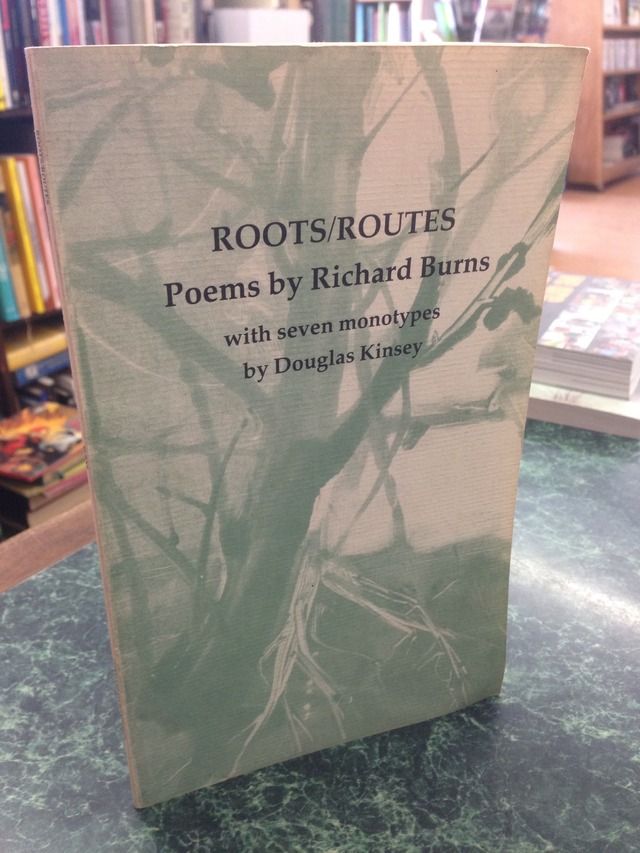 ROOTS/ROUTES
Poems by Richard Burns
with seven monotypes
by Douglas Kinsey